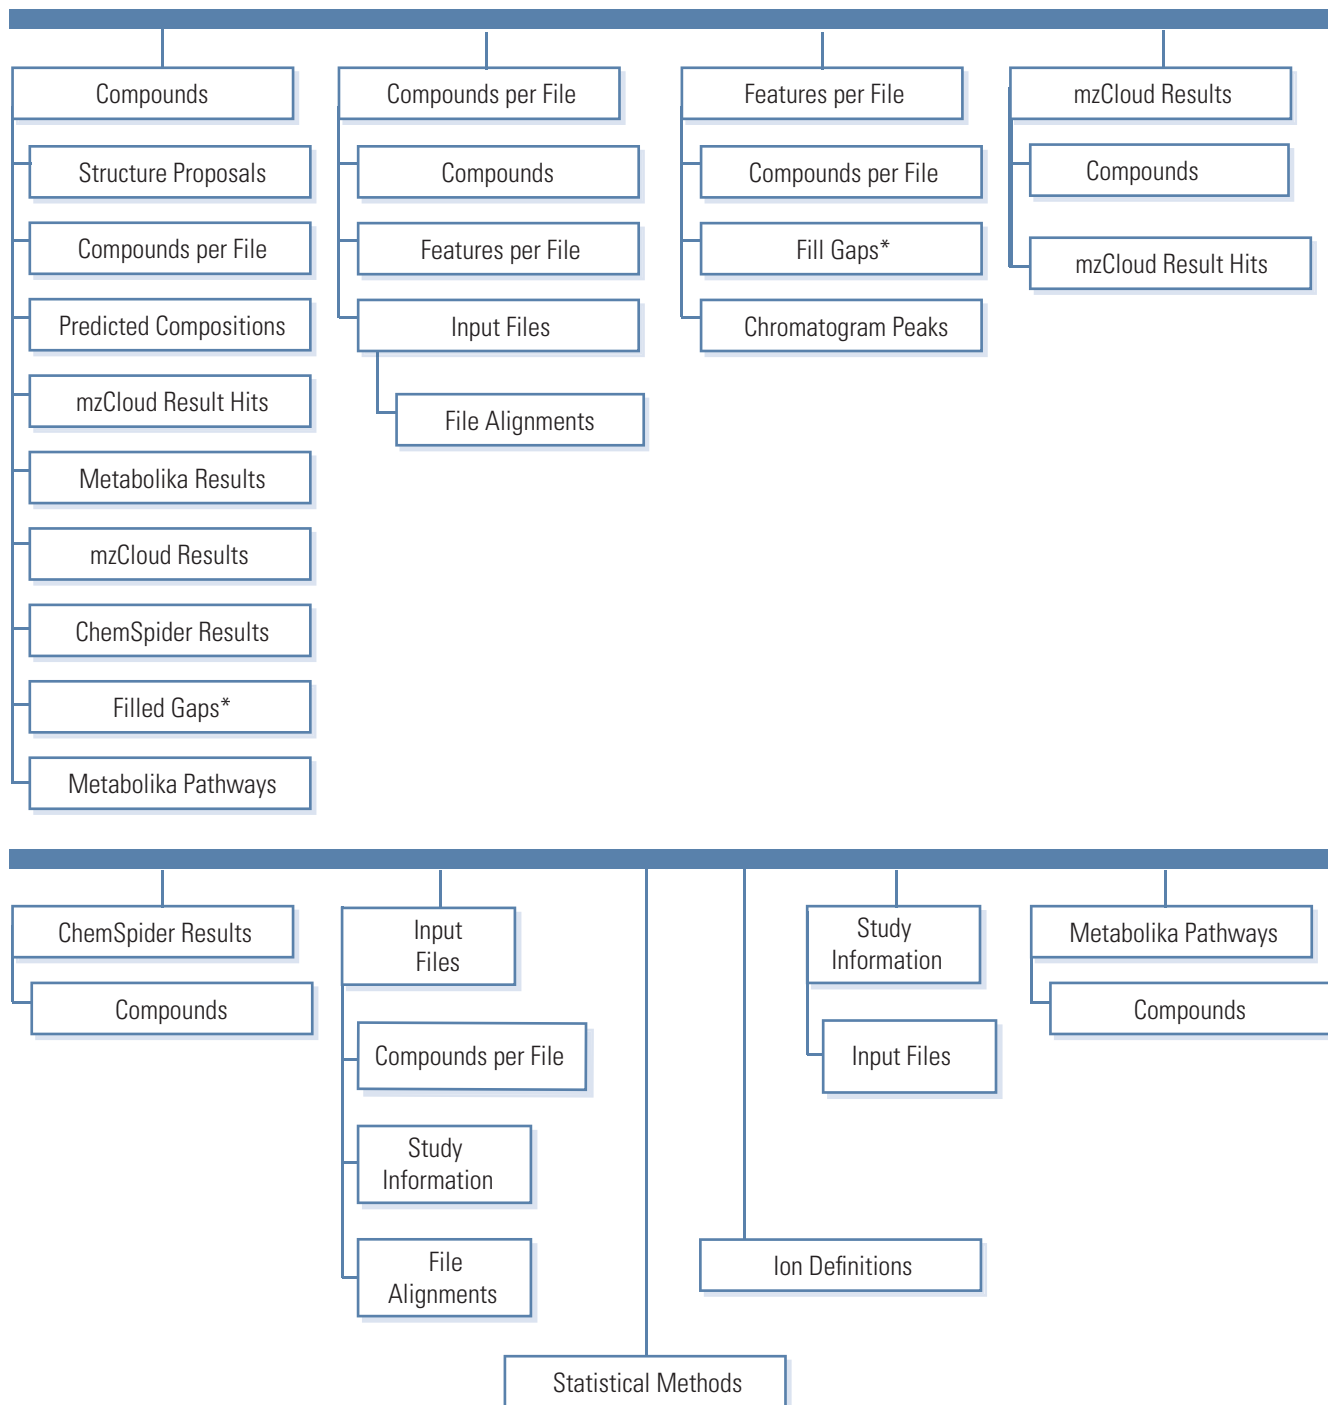 Compounds
Structure Proposals
Compounds per File
Predicted Compositions
mzCloud Result Hits
Metabolika Results
mzCloud Results
ChemSpider Results
Filled Gaps*
Metabolika Pathways
Compounds per File
Compounds
Features per File
Input Files
File Alignments
Features per File
Compounds per File
Fill Gaps*
Chromatogram Peaks
mzCloud Results
Compounds
mzCloud Result Hits
ChemSpider Results
Compounds
Input
Files
Compounds per File
Study
Information
File
Alignments
Statistical Methods
Ion Definitions
Study
Information
Input Files
Metabolika Pathways
Compounds